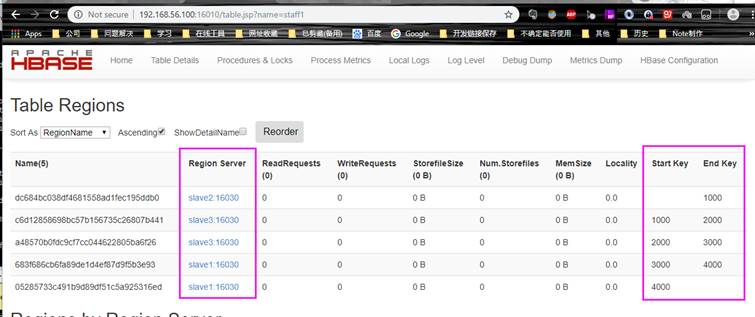 Not secure | 192.168.56.100:16010/table.jsp?name=staff1
Apps 公司 问题解决 学习 在线工具 网址收藏 已剪藏(备用) 百度 Google 开发链接保存 不确定能否使用 其他 历史 Note制作
APACHE
HBASE Home Table Details Procedures & Locks Process Metrics Local Logs Log Level Debug Dump Metrics Dump HBase Configuration
Table Regions
Sort As RegionName Ascending ShowDetailName Reorder
Name(5) Region Server ReadRequests WriteRequests StorefileSize Num.Storefiles MemSize Locality Start Key End Key
(0) (0) (0 B) (0) (0 B)
dc684bc038df4681558ad1fec195ddb0 slave2:16030 0 0 0 B 0 0 B 0.0 1000
c6d12858698bc57b156735c26807b441 slave3:16030 0 0 0 B 0 0 B 0.0 1000 2000
a48570b0fdc9cf7cc044622805ba6f26 slave3:16030 0 0 0 B 0 0 B 0.0 2000 3000
683f686cb6fa89de1d4ef87d9f5b3e93 slave1:16030 0 0 0 B 0 0 B 0.0 3000 4000
05285733c491b9d89df51c5a925316ed slave1:16030 0 0 0 B 0 0 B 0.0 4000
Regions by Region Server